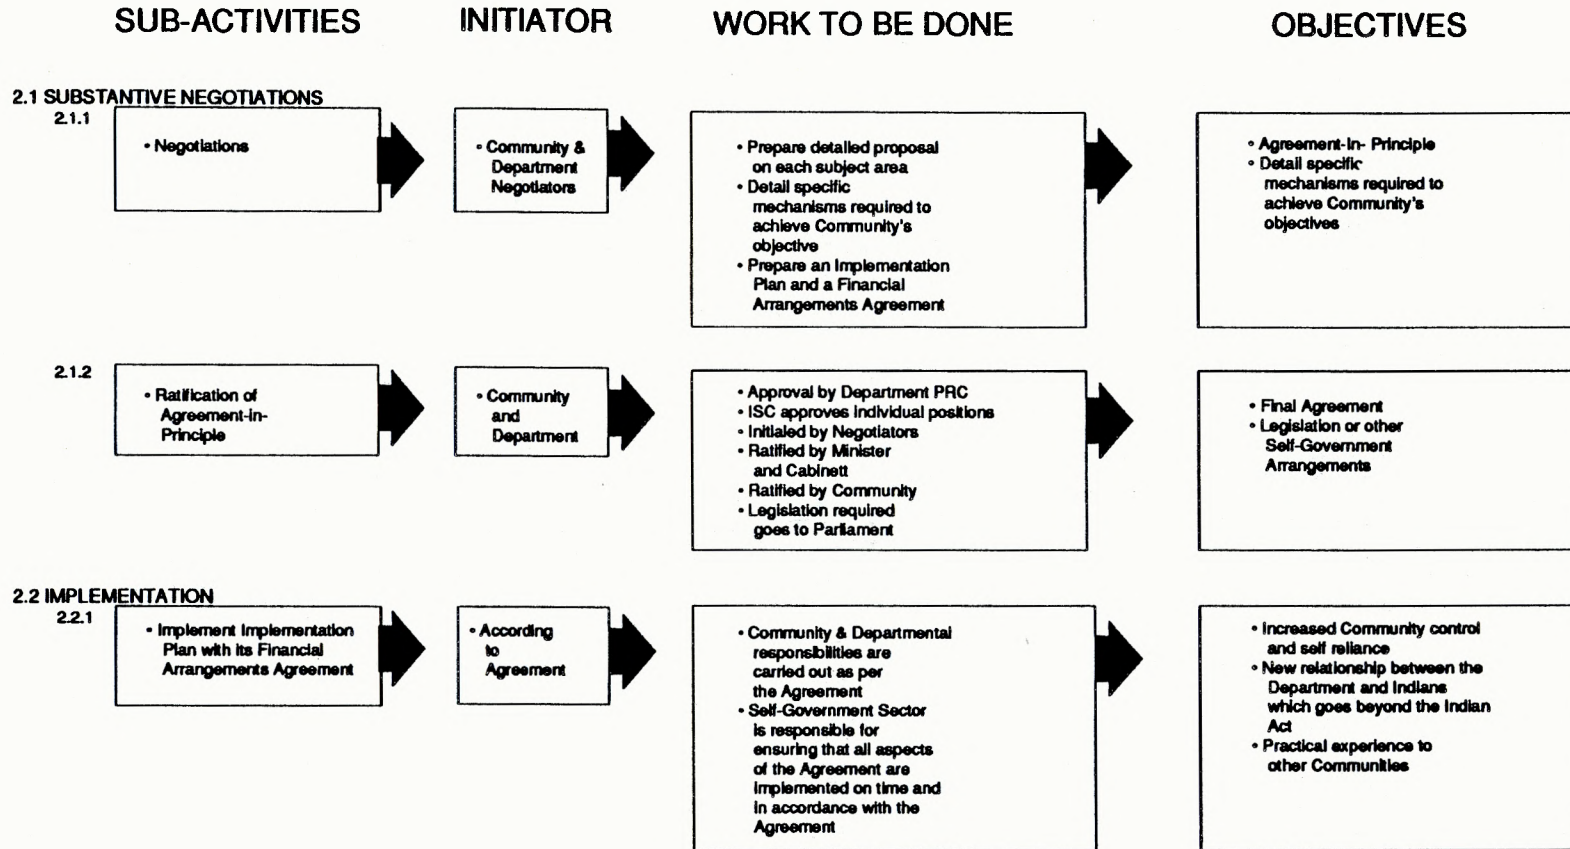 SUB-ACTIVITIES
INITIATOR
WORK TO BE DONE
OBJECTIVES
2.1 SUBSTANTIVE NEGOTIATIONS
2.1.1
• Negotiations
• Community &
Department
Negotiators
• Prepare detailed proposal
on each subject area
• Detail specific
mechanisms required to
achieve Community's
objective
• Prepare an Implementation
Plan and a Financial
Arrangements Agreement
• Agreement-in- Principle
• Detail specific
mechanisms required to
achieve Community's
objectives
2.1.2
• Ratification of
Agreement-in-
Principle
• Community
and
Department
• Approval by Department PRC
• ISC approves individual positions
• Initialed by Negotiators
• Ratified by Minister
and Cabinett
• Ratified by Community
• Legislation required
goes to Parliament
• Final Agreement
• Legislation or other
Self-Government
Arrangements
2.2 IMPLEMENTATION
2.2.1
• Implement Implementation
Plan with its Financial
Arrangements Agreement
• According
to
Agreement
• Community & Departmental
responsibilities are
carried out as per
the Agreement
• Self-Government Sector
is responsible for
ensuring that all aspects
of the Agreement are
implemented on time and
in accordance with the
Agreement
• Increased Community control
and self reliance
• New relationship between the
Department and Indians
which goes beyond the Indian
Act
• Practical experience to
other Communities